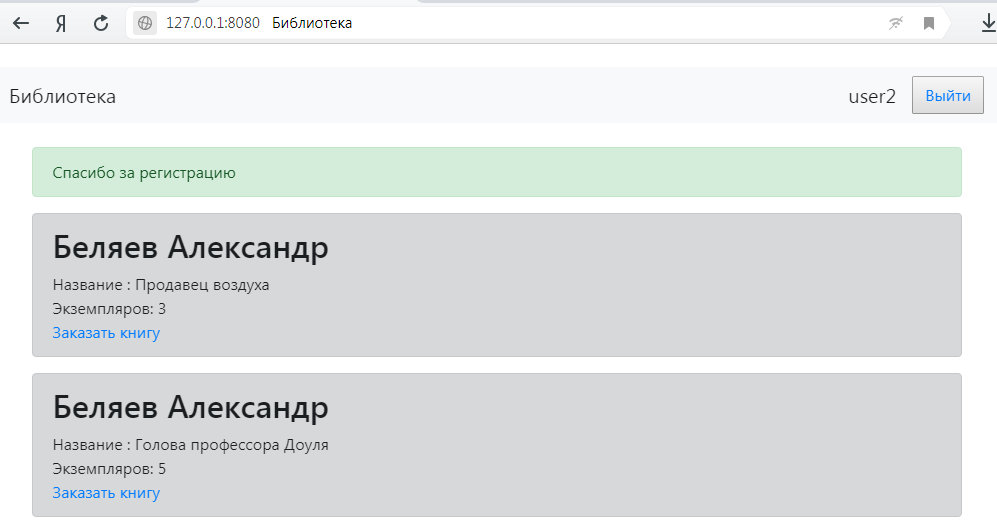 Я 127.0.0.1:8080 Библиотека
Библиотека user2 Выйти
Спасибо за регистрацию
Беляев Александр
Название : Продавец воздуха
Экземпляров: 3
Заказать книгу
Беляев Александр
Название : Голова профессора Доуля
Экземпляров: 5
Заказать книгу